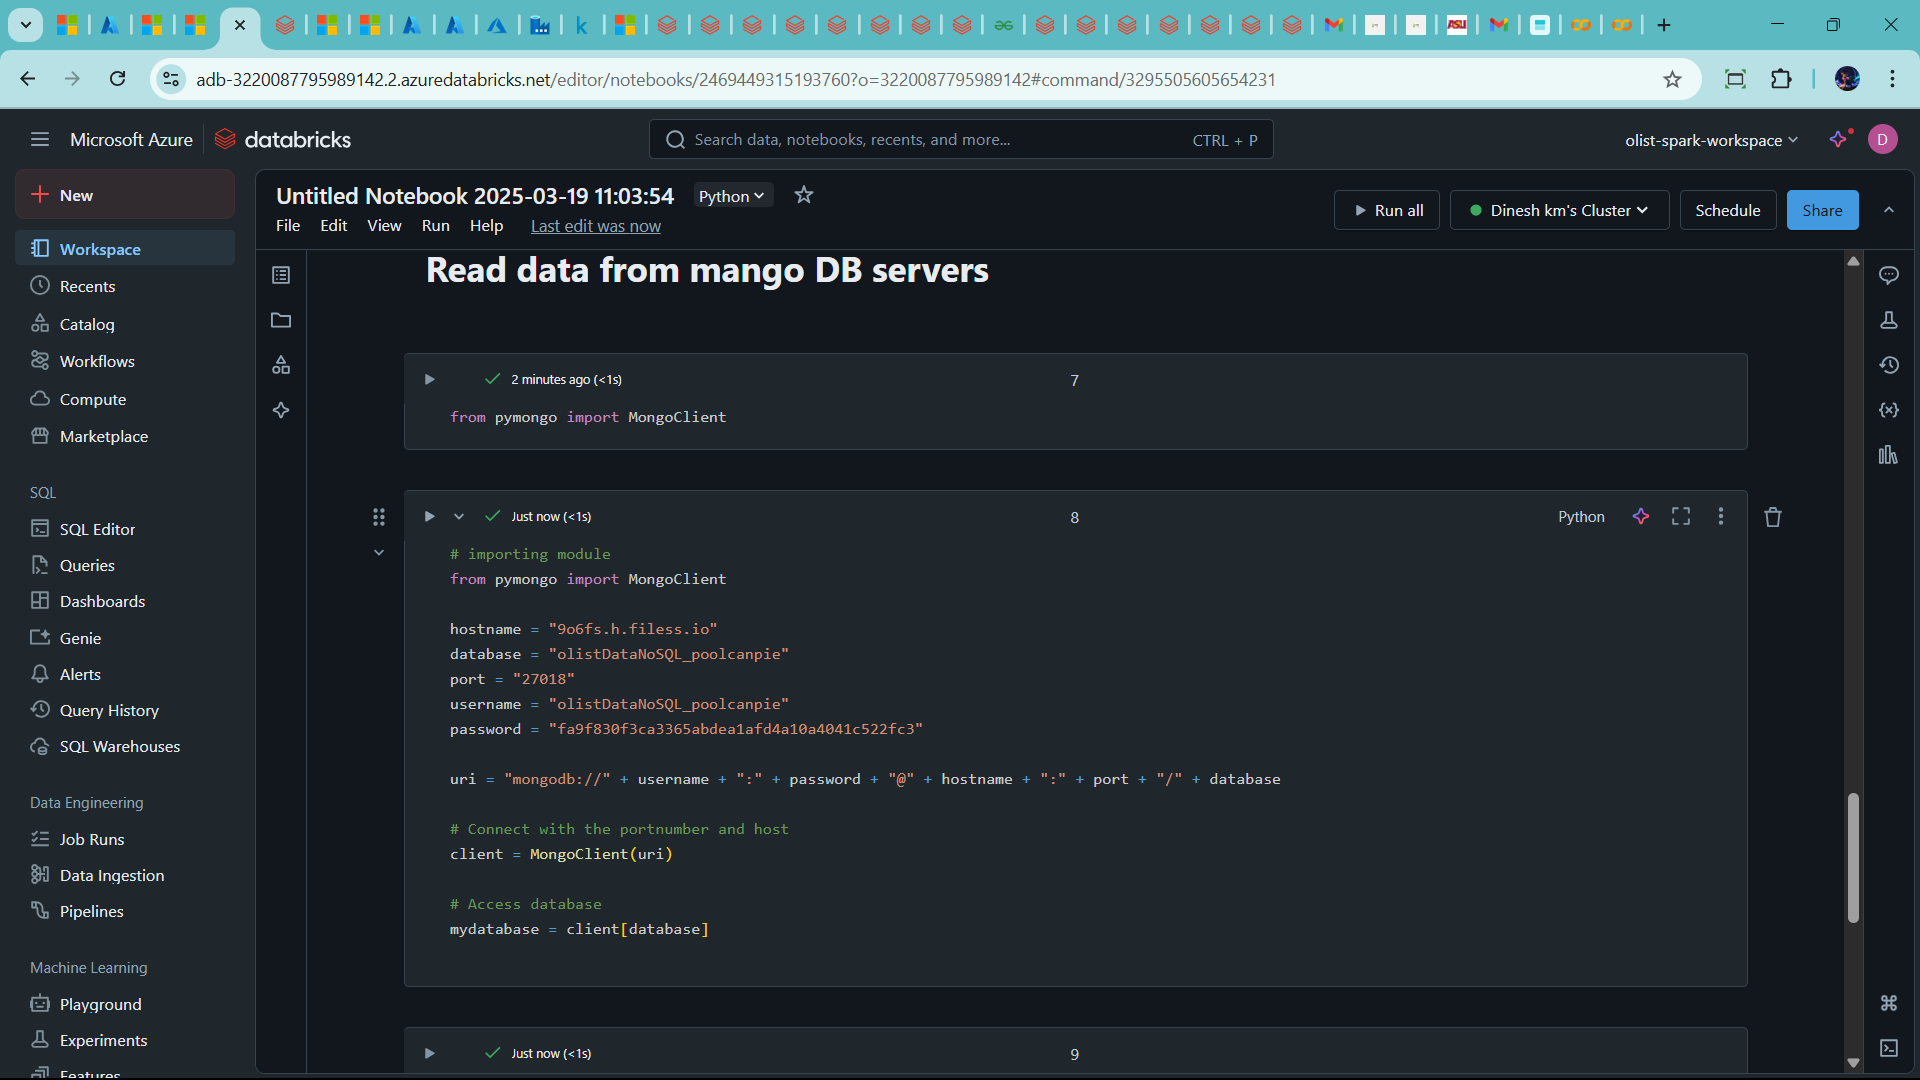 adb-3220087795989142.2.azuredatabricks.net/editor/notebooks/2469449315193760?o=3220087795989142#command/3295505605654231
Microsoft Azure
databricks
Search data, notebooks, recents, and more...
CTRL + P
olist-spark-workspace
D
New
Workspace
Recents
Catalog
Workflows
Compute
Marketplace
SQL
SQL Editor
Queries
Dashboards
Genie
Alerts
Query History
SQL Warehouses
Data Engineering
Job Runs
Data Ingestion
Pipelines
Machine Learning
Playground
Experiments
Features
Untitled Notebook 2025-03-19 11:03:54
Python
File Edit View Run Help Last edit was now
Run all
Dinesh km's Cluster
Schedule
Share
Read data from mango DB servers
2 minutes ago (<1s)
7
from pymongo import MongoClient
Just now (<1s)
8
Python
# importing module
from pymongo import MongoClient
hostname = "9o6fs.h.filess.io"
database = "olistDataNoSQL_poolcanpie"
port = "27018"
username = "olistDataNoSQL_poolcanpie"
password = "fa9f830f3ca3365abdea1afd4a10a4041c522fc3"
uri = "mongodb://" + username + ":" + password + "@" + hostname + ":" + port + "/" + database
# Connect with the portnumber and host
client = MongoClient(uri)
# Access database
mydatabase = client[database]
Just now (<1s)
9